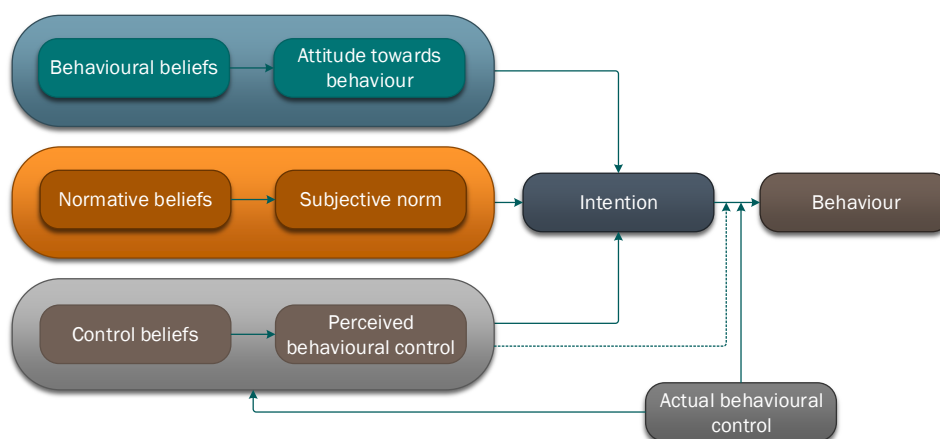 Behavioural beliefs
Attitude towards
behaviour
Normative beliefs
Subjective norm
Intention
Behaviour
Control beliefs
Perceived
behavioural control
Actual behavioural
control